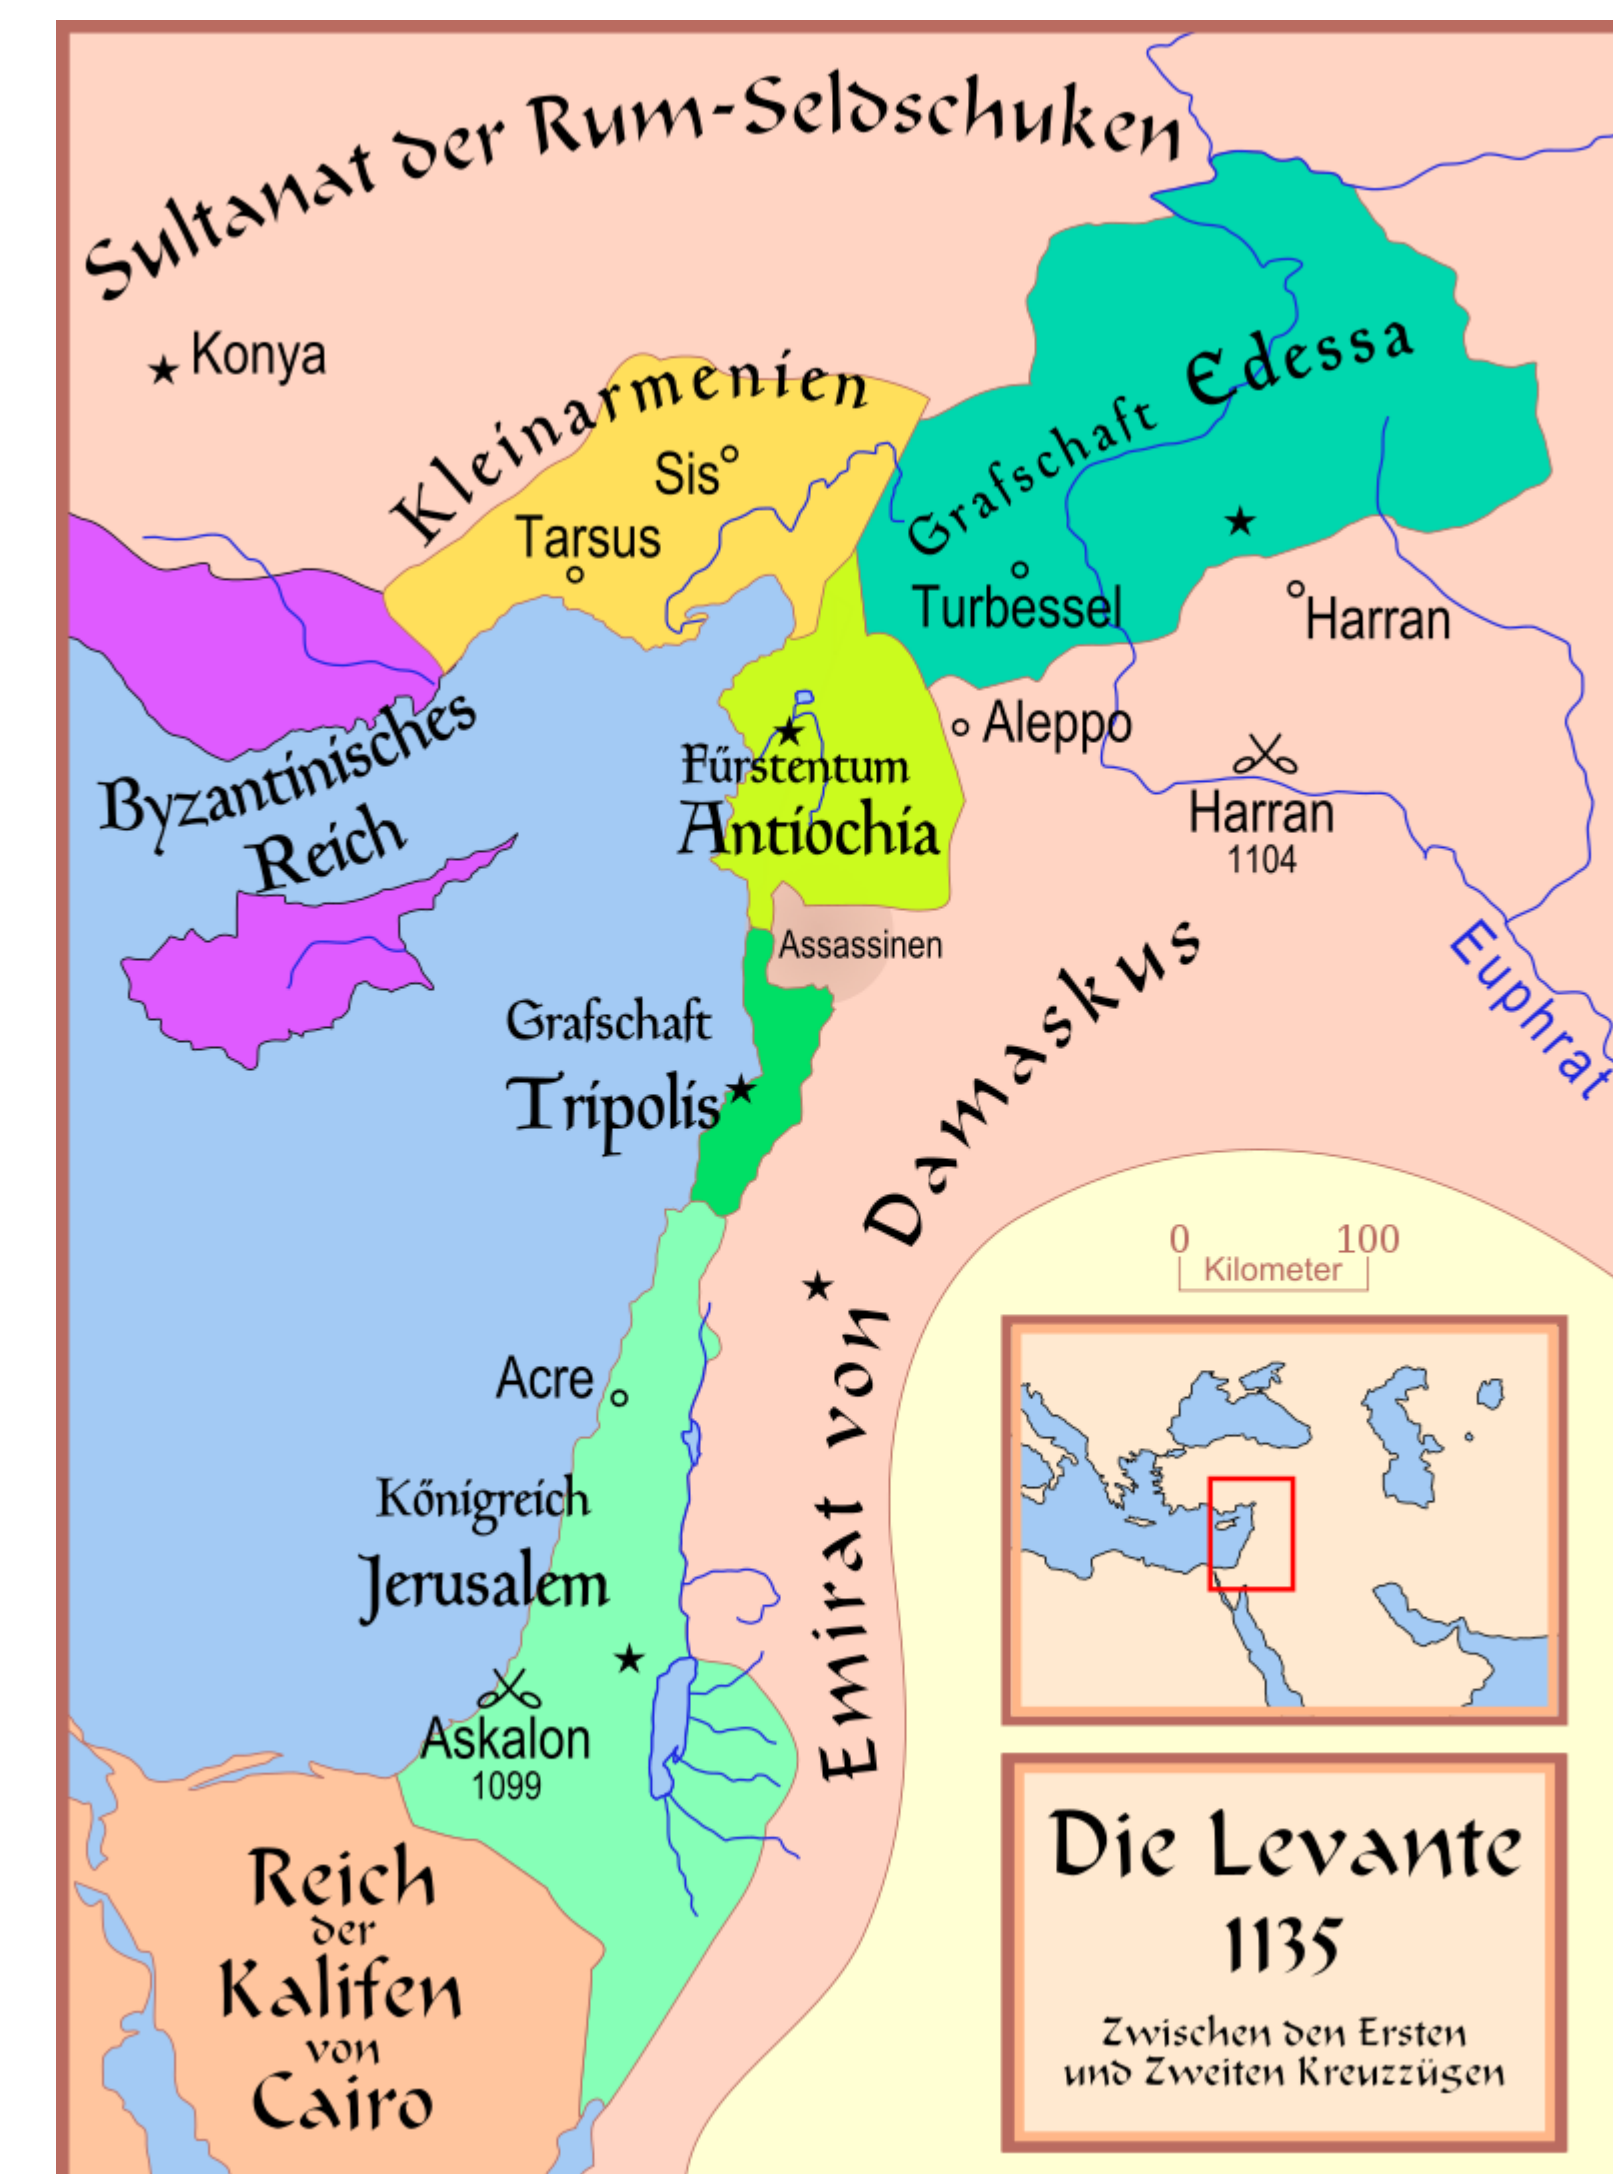 Sultanat der Rum-Seldschuken
Konya
Kleinarmenien
Sis
Tarsus
Grafschaft Edessa
Turbessel
Harran
Aleppo
Byzantinisches
Reich
Fürstentum
Antiochia
Harran
1104
Assassinen
Euphrat
Grafschaft
Tripolis
Emirat von Damaskus
0 100
Kilometer
Acre
Königreich
Jerusalem
Askalon
1099
Reich
der
Kalifen
von
Cairo
Die Levante
1135
Zwischen den Ersten
und Zweiten Kreuzzügen